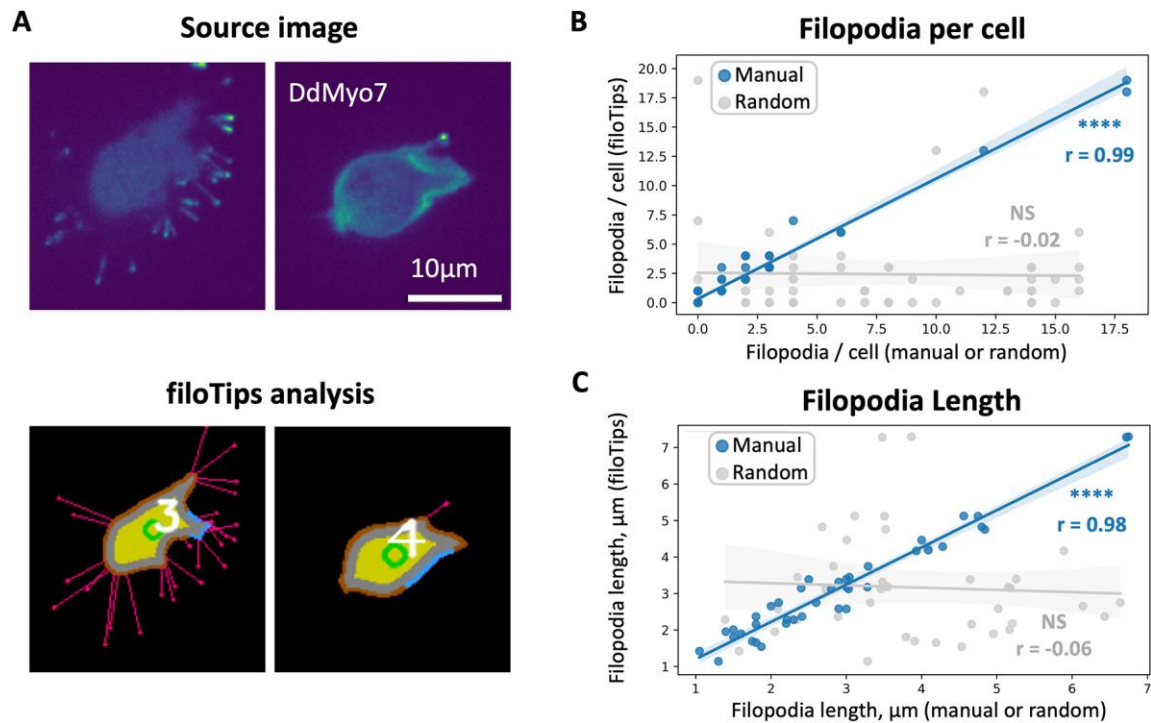 A
Source image
DdMyo7
10μm
filoTips analysis
3
4
B
Filopodia per cell
Filopodia / cell (filoTips)
20.0
17.5
15.0
12.5
10.0
7.5
5.0
2.5
0.0
Manual
Random
****
r = 0.99
NS
r = -0.02
0.0 2.5 5.0 7.5 10.0 12.5 15.0 17.5
Filopodia / cell (manual or random)
C
Filopodia Length
Filopodia length, μm (filoTips)
7
6
5
4
3
2
1
Manual
Random
****
r = 0.98
NS
r = -0.06
1 2 3 4 5 6 7
Filopodia length, μm (manual or random)